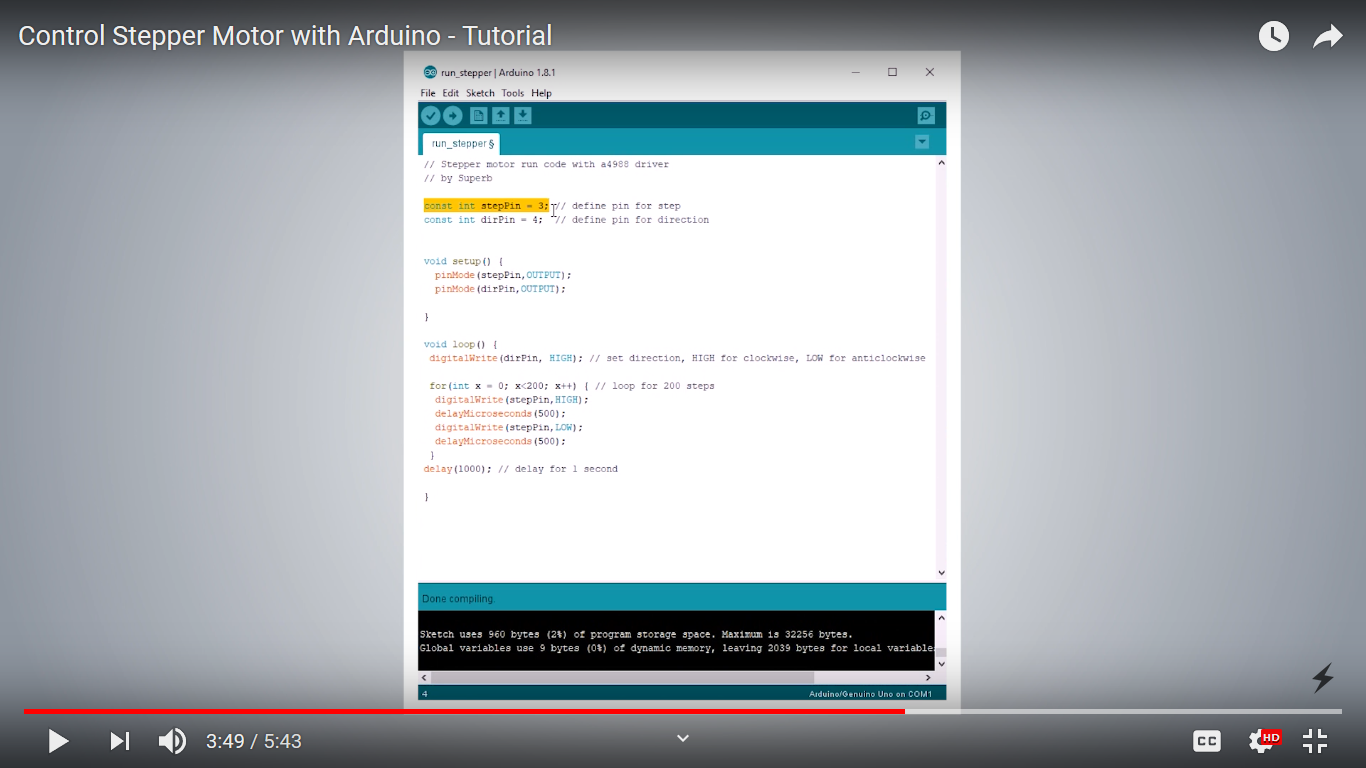 Control Stepper Motor with Arduino - Tutorial
run_stepper | Arduino 1.8.1
File Edit Sketch Tools Help
run_stepper §
// Stepper motor run code with a4988 driver
// by Superb
const int stepPin = 3; // define pin for step
const int dirPin = 4; // define pin for direction
void setup() {
pinMode(stepPin,OUTPUT);
pinMode(dirPin,OUTPUT);
}
void loop() {
digitalWrite(dirPin, HIGH); // set direction, HIGH for clockwise, LOW for anticlockwise
for(int x = 0; x<200; x++) { // loop for 200 steps
digitalWrite(stepPin,HIGH);
delayMicroseconds(500);
digitalWrite(stepPin,LOW);
delayMicroseconds(500);
}
delay(1000); // delay for 1 second
}
Done compiling.
Sketch uses 960 bytes (2%) of program storage space. Maximum is 32256 bytes.
Global variables use 9 bytes (0%) of dynamic memory, leaving 2039 bytes for local variable
4 Arduino/Genuino Uno on COM1
3:49 / 5:43
CC HD